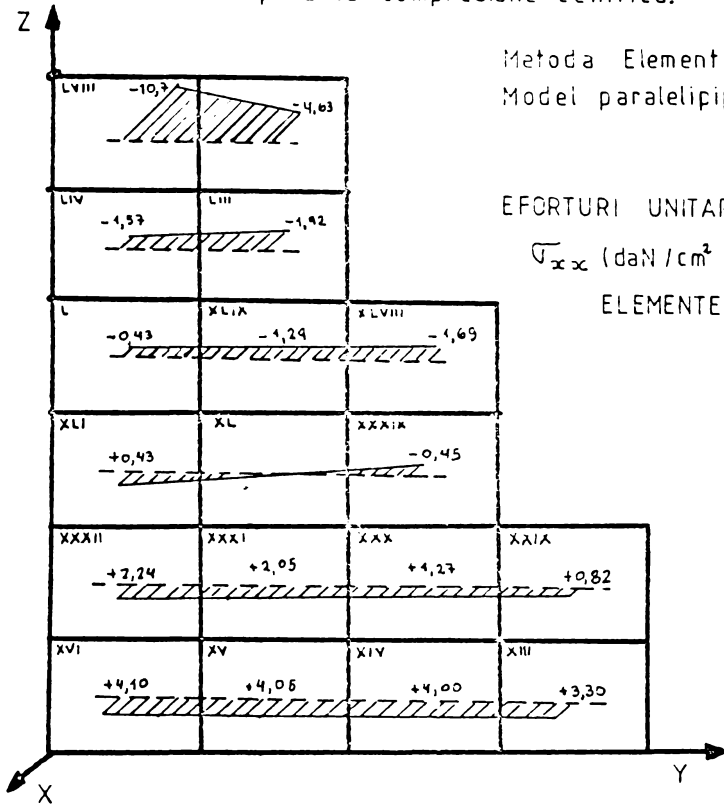 compresiune centrică.
Z
Metoda Element
Model paralelipi
LVIII -10,7 -4,63
LIV -1,57 LIII -1,92
EFORTURI UNITAR
σxx (daN/cm²
ELEMENTE
L -0,43 XLIX -1,29 XLVIII -1,69
XLI +0,43 XL XXXIX -0,45
XXXII +2,24 XXXI +2,05 XXX +1,27 XXIX +0,82
XVI +4,10 XV +4,06 XIV +4,00 XIII +3,30
X
Y